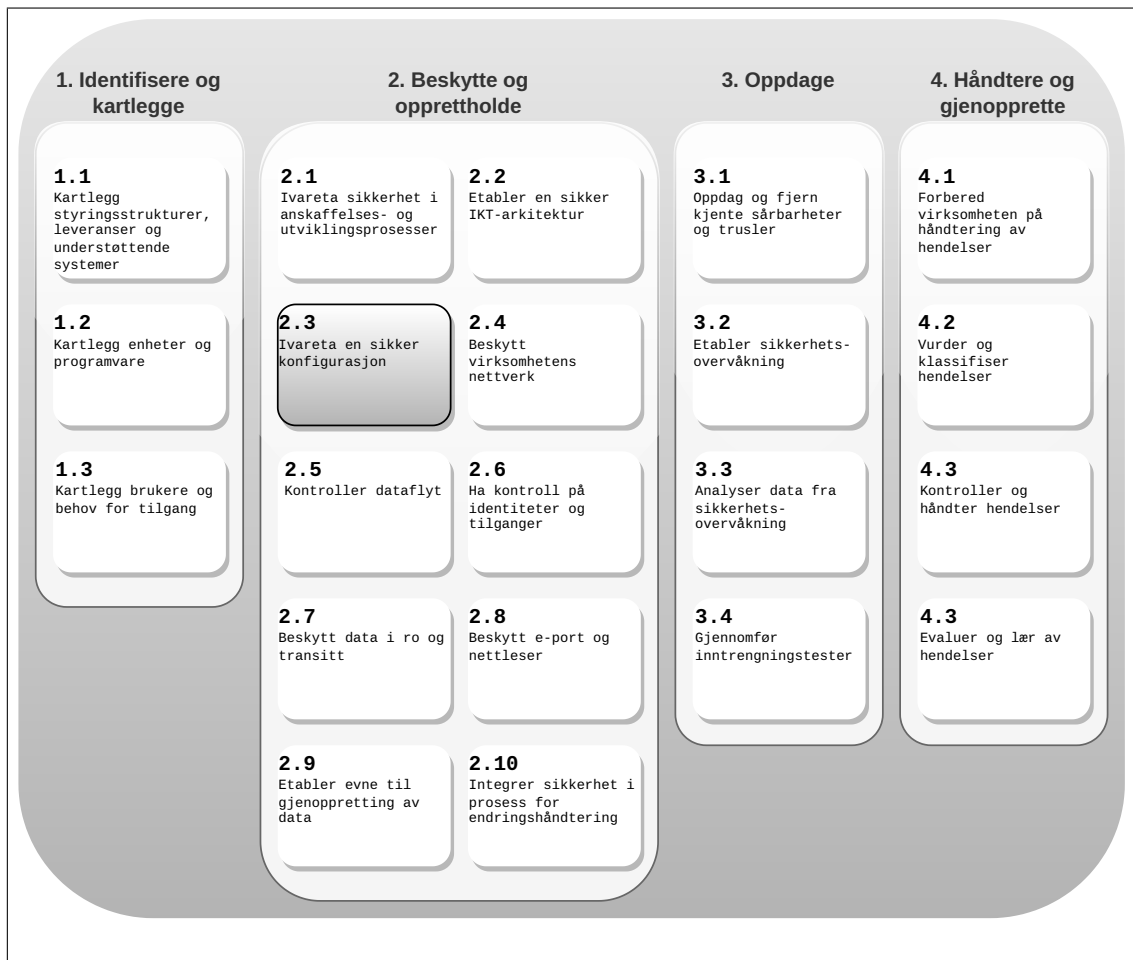 1. Identifisere og
kartlegge
1.1
Kartlegg
styringsstrukturer,
leveranser og
understøttende
systemer
1.2
Kartlegg enheter og
programvare
1.3
Kartlegg brukere og
behov for tilgang
2. Beskytte og
opprettholde
2.1
Ivareta sikkerhet i
anskaffelses- og
utviklingsprosesser
2.2
Etabler en sikker
IKT-arkitektur
2.3
Ivareta en sikker
konfigurasjon
2.4
Beskytt
virksomhetens
nettverk
2.5
Kontroller dataflyt
2.6
Ha kontroll på
identiteter og
tilganger
2.7
Beskytt data i ro og
transitt
2.8
Beskytt e-port og
nettleser
2.9
Etabler evne til
gjenoppretting av
data
2.10
Integrer sikkerhet i
prosess for
endringshåndtering
3. Oppdage
3.1
Oppdag og fjern
kjente sårbarheter
og trusler
3.2
Etabler sikkerhets-
overvåkning
3.3
Analyser data fra
sikkerhets-
overvåkning
3.4
Gjennomfør
inntrengningstester
4. Håndtere og
gjenopprette
4.1
Forbered
virksomheten på
håndtering av
hendelser
4.2
Vurder og
klassifiser
hendelser
4.3
Kontroller og
håndter hendelser
4.3
Evaluer og lær av
hendelser